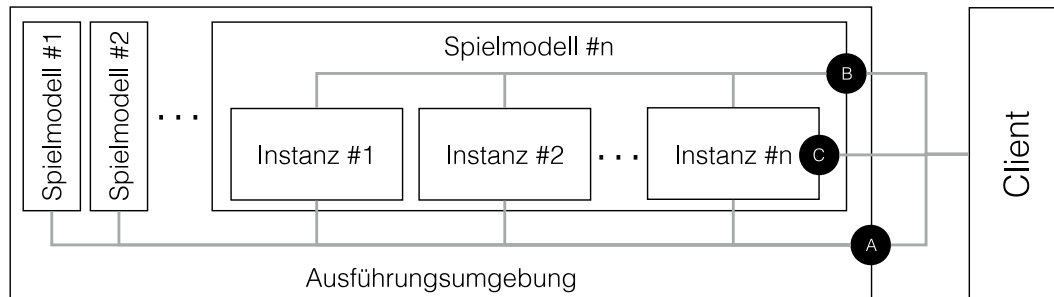 Spielmodell #1
Spielmodell #2
...
Spielmodell #n
B
Instanz #1
Instanz #2
...
Instanz #n
C
A
Ausführungsumgebung
Client